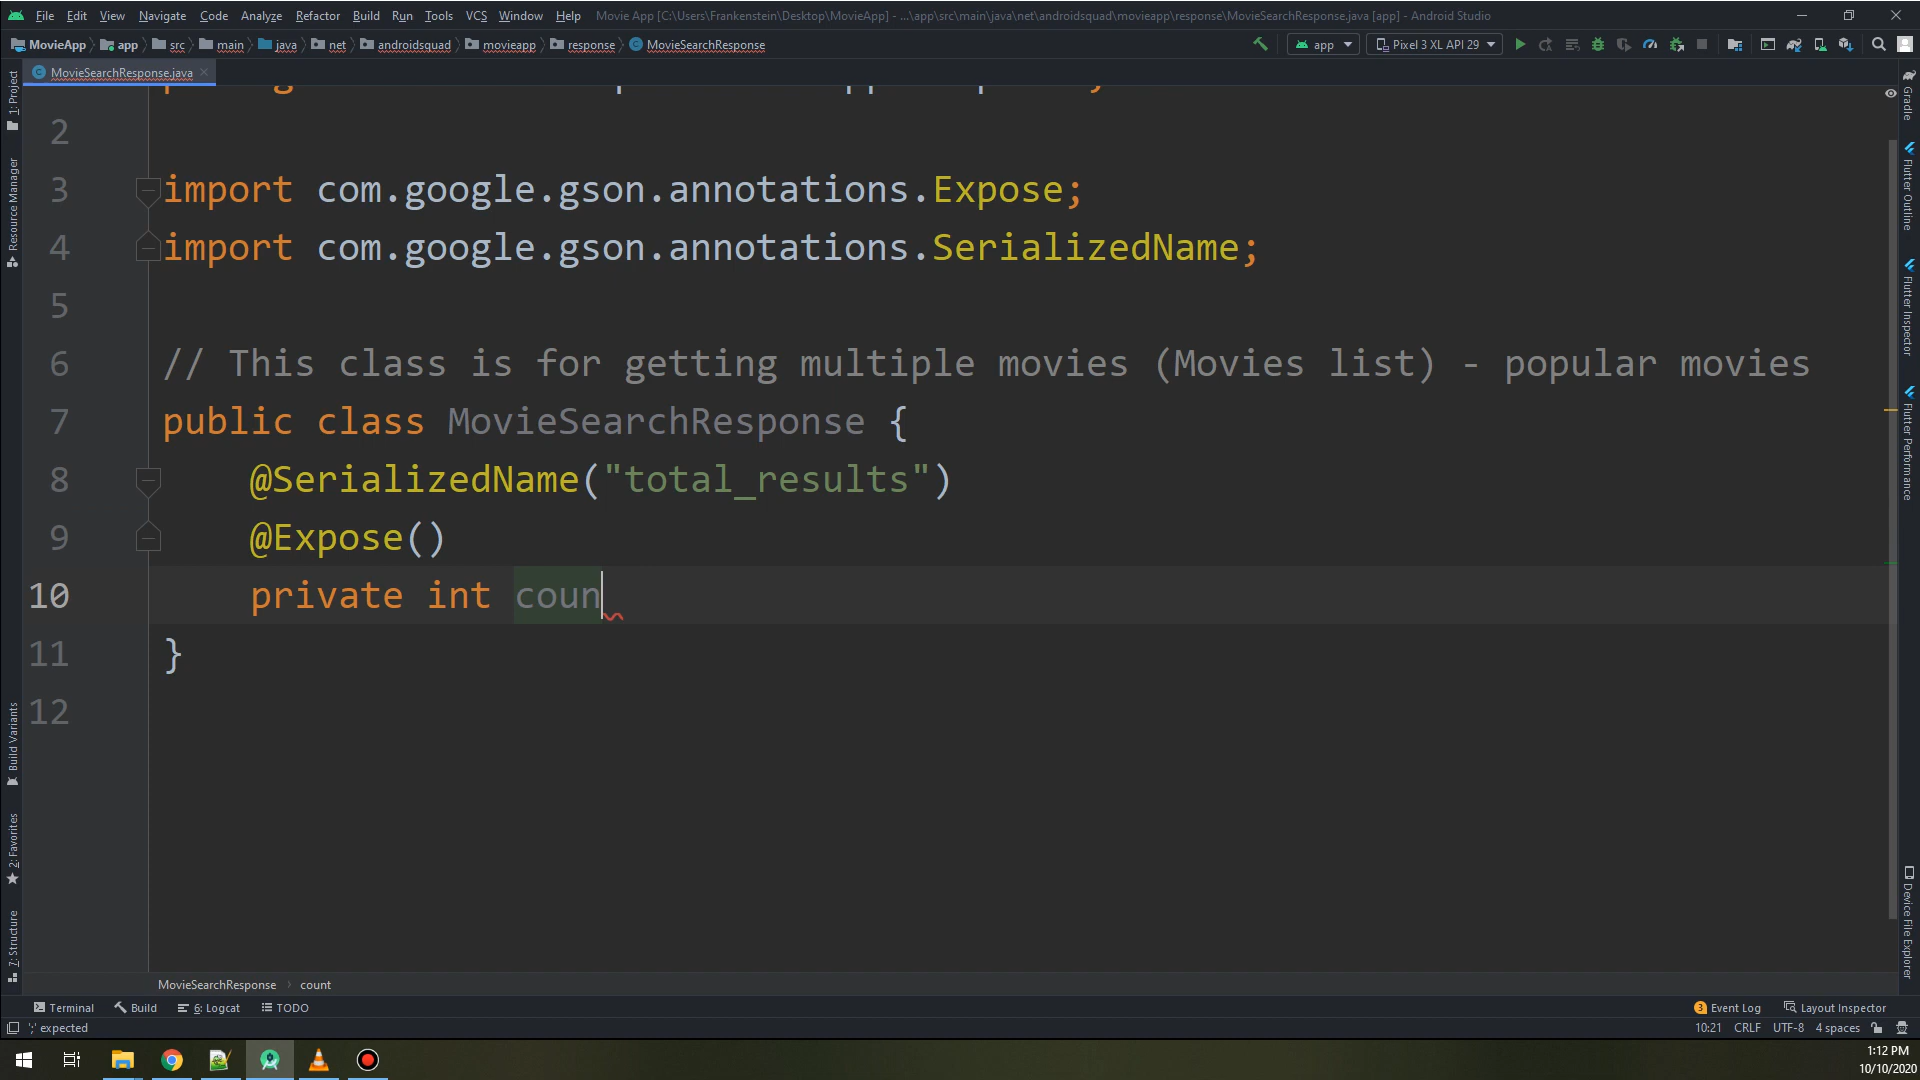 File Edit View Navigate Code Analyze Refactor Build Run Tools VCS Window Help Movie App [C:\Users\Frankenstein\Desktop\MovieApp] - ...\app\src\main\java\net\androidsquad\movieapp\response\MovieSearchResponse.java [app] - Android Studio
MovieApp app src main java net androidsquad movieapp response MovieSearchResponse app Pixel 3 XL API 29
MovieSearchResponse.java
1: Project
Resource Manager
Build Variants
2: Favorites
7: Structure
2
3 import com.google.gson.annotations.Expose;
4 import com.google.gson.annotations.SerializedName;
5
6 // This class is for getting multiple movies (Movies list) - popular movies
7 public class MovieSearchResponse {
8 @SerializedName("total_results")
9 @Expose()
10 private int coun
11 }
12
Gradle
Flutter Outline
Flutter Inspector
Flutter Performance
Device File Explorer
MovieSearchResponse count
Terminal Build 6: Logcat TODO 3 Event Log Layout Inspector
';' expected 10:21 CRLF UTF-8 4 spaces
1:12 PM
10/10/2020